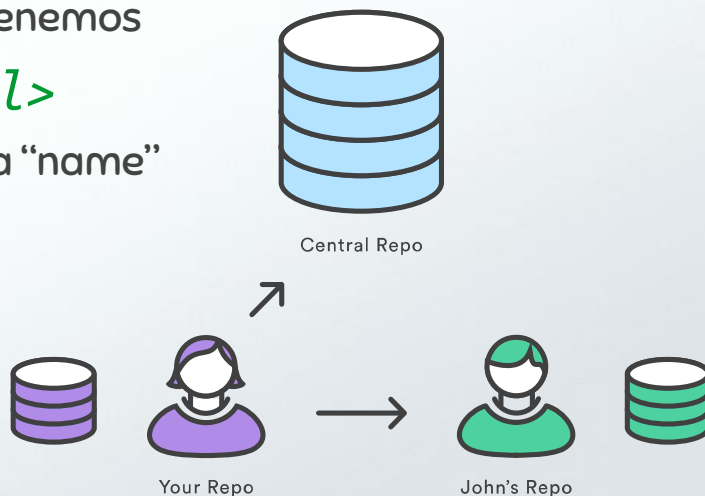 enemos
l>
a “name”
Central Repo
Your Repo
John’s Repo